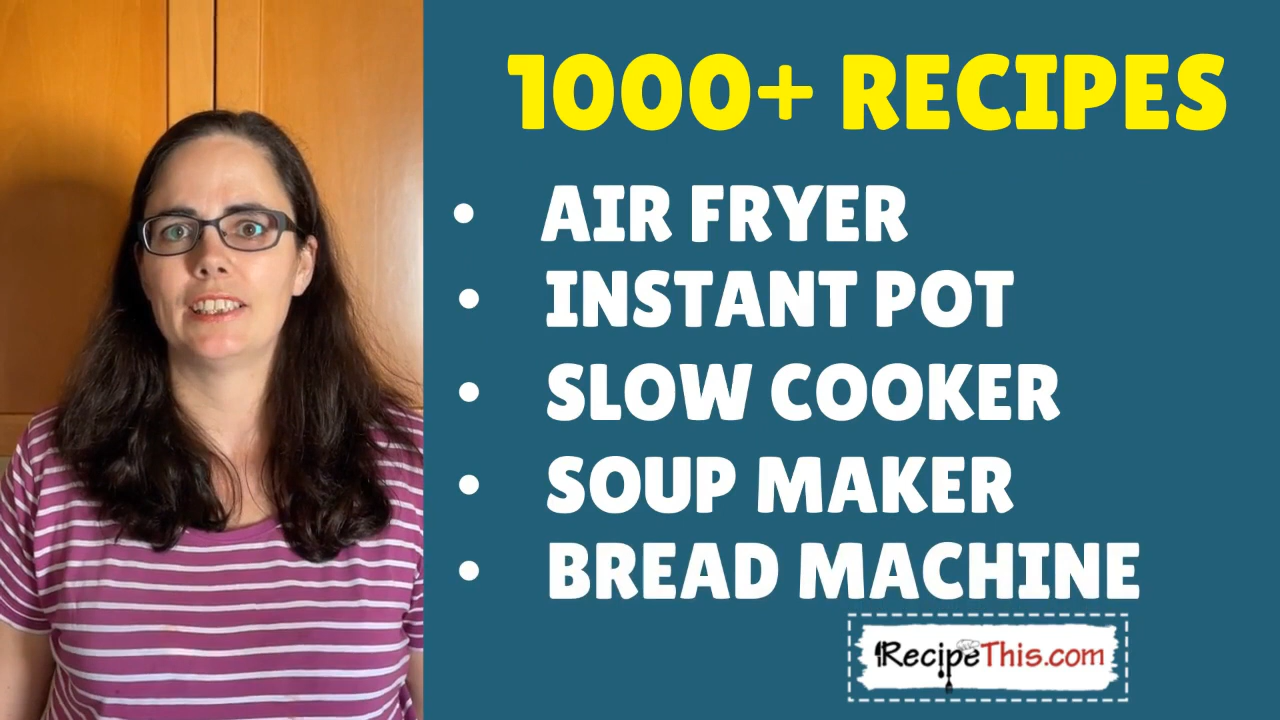 1000+ RECIPES
• AIR FRYER
• INSTANT POT
• SLOW COOKER
• SOUP MAKER
• BREAD MACHINE
RecipeThis.com